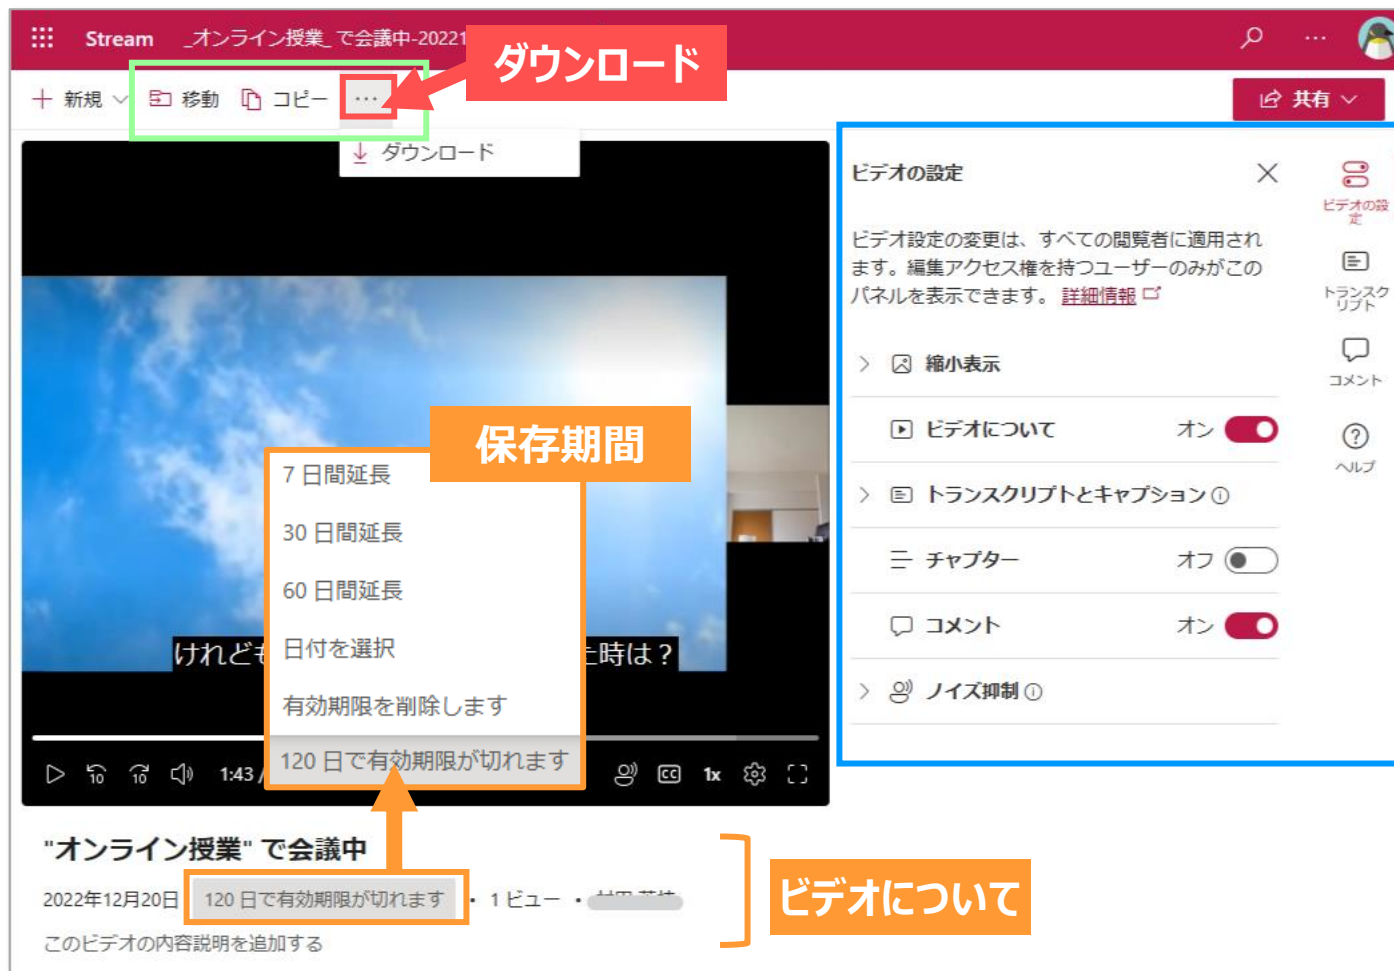 Stream _オンライン授業_ で会議中-20221
ダウンロード
新規 移動 コピー …
共有
ダウンロード
ビデオの設定
ビデオ設定の変更は、すべての閲覧者に適用され
ます。編集アクセス権を持つユーザーのみがこの
パネルを表示できます。 詳細情報
縮小表示
ビデオについて オン
トランスクリプトとキャプション
チャプター オフ
コメント オン
ノイズ抑制
ビデオの設
定
トランスク
リプト
コメント
ヘルプ
保存期間
7 日間延長
30 日間延長
60 日間延長
日付を選択
有効期限を削除します
120 日で有効期限が切れます
けれども
時は？
10 10 1:43 / CC 1x
"オンライン授業" で会議中
2022年12月20日 120 日で有効期限が切れます • 1 ビュー •
このビデオの内容説明を追加する
ビデオについて